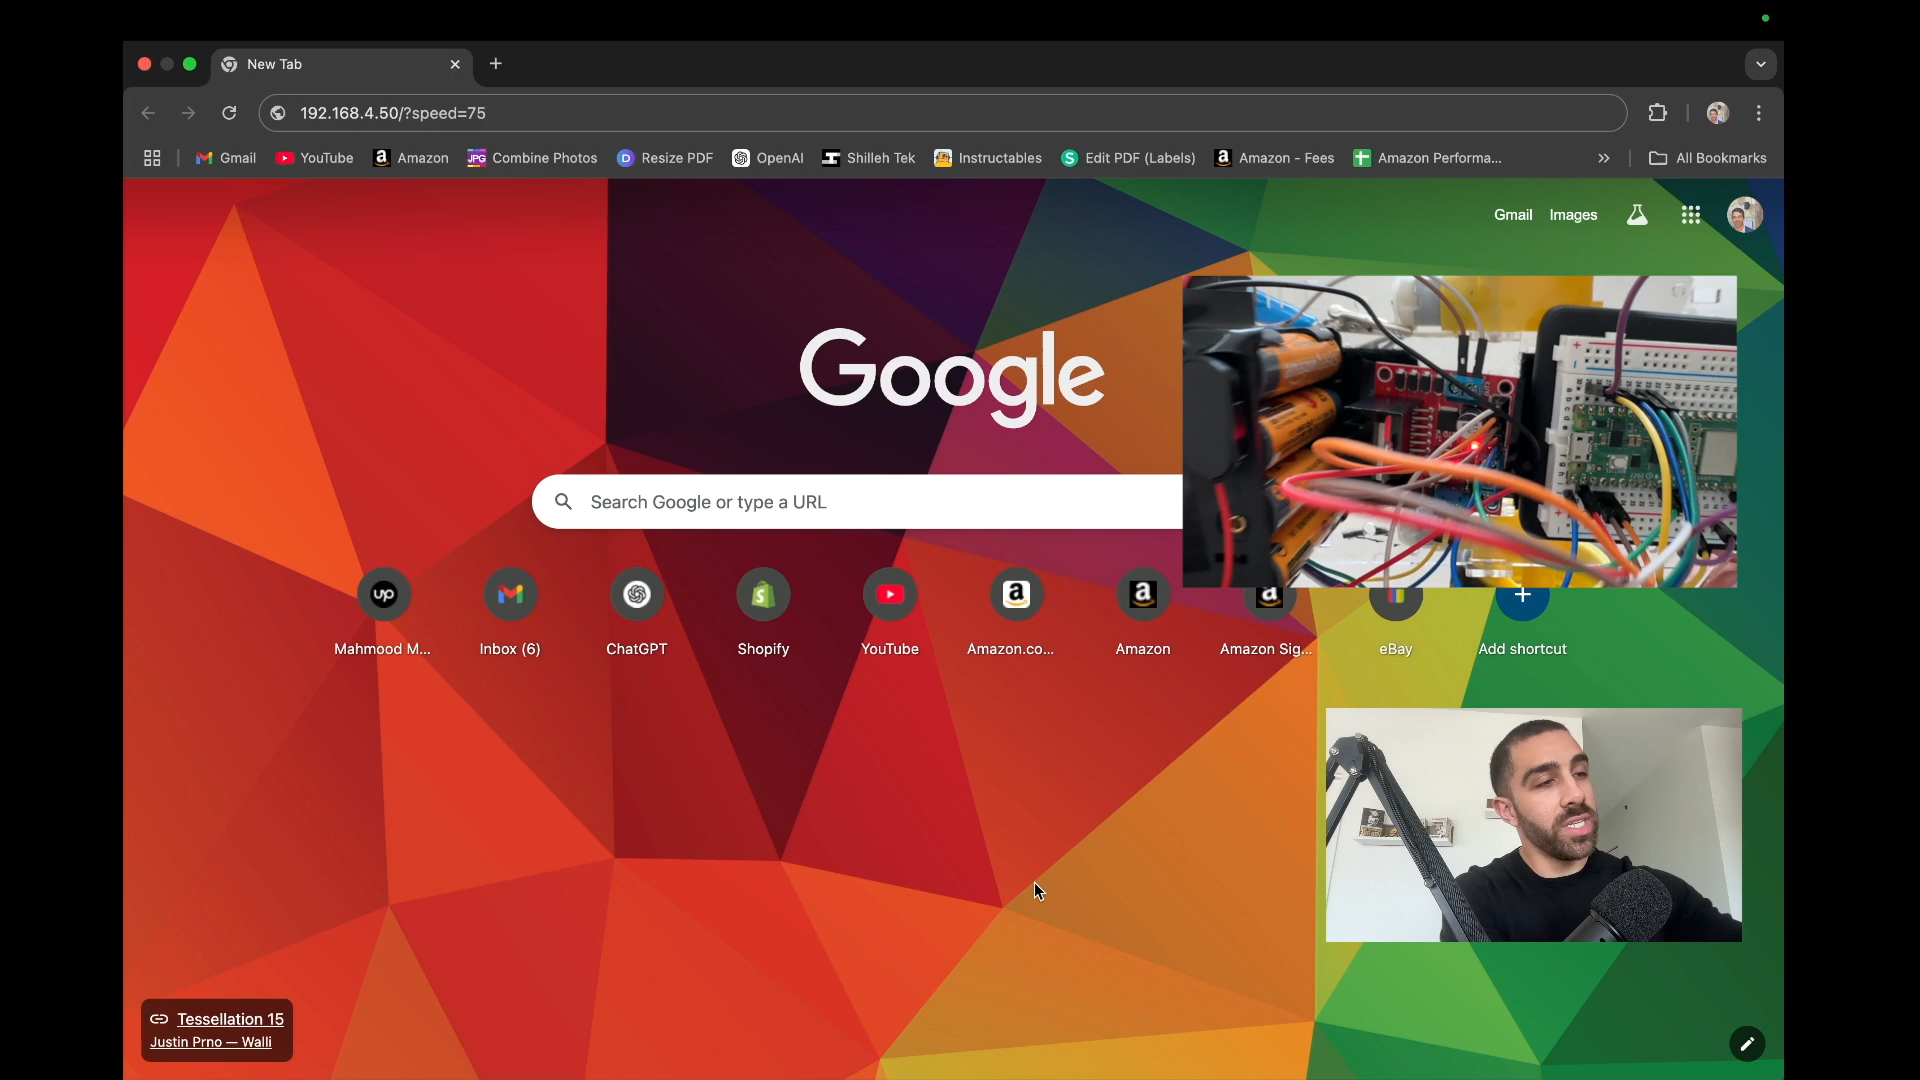 New Tab
192.168.4.50/?speed=75
Gmail
YouTube
Amazon
JPG
Combine Photos
D
Resize PDF
OpenAI
Shilleh Tek
Instructables
S
Edit PDF (Labels)
Amazon - Fees
Amazon Performa...
All Bookmarks
Gmail
Images
Google
Search Google or type a URL
up
Mahmood M...
Inbox (6)
ChatGPT
Shopify
YouTube
Amazon.co...
Amazon
Amazon Sig...
eBay
Add shortcut
Tessellation 15
Justin Prno — Walli